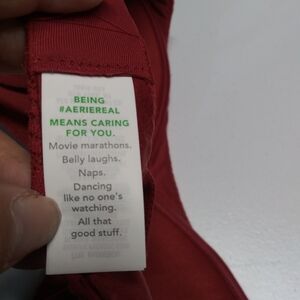 BEING
#AERIEREAL
MEANS CARING
FOR YOU.
Movie marathons.
Belly laughs.
Naps.
Dancing
like no one's
watching.
All that
good stuff.